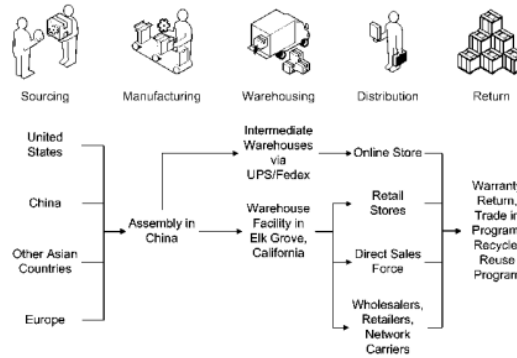 Sourcing
Manufacturing
Warehousing
Distribution
Return
United
States
China
Other Asian
Countries
Europe
Assembly in
China
Intermediate
Warehouses
via
UPS/Fedex
Warehouse
Facility in
Elk Grove,
California
Online Store
Retail
Stores
Direct Sales
Force
Wholesalers,
Retailers,
Network
Carriers
Warranty
Return,
Trade in
Program
Recycle
Reuse
Program